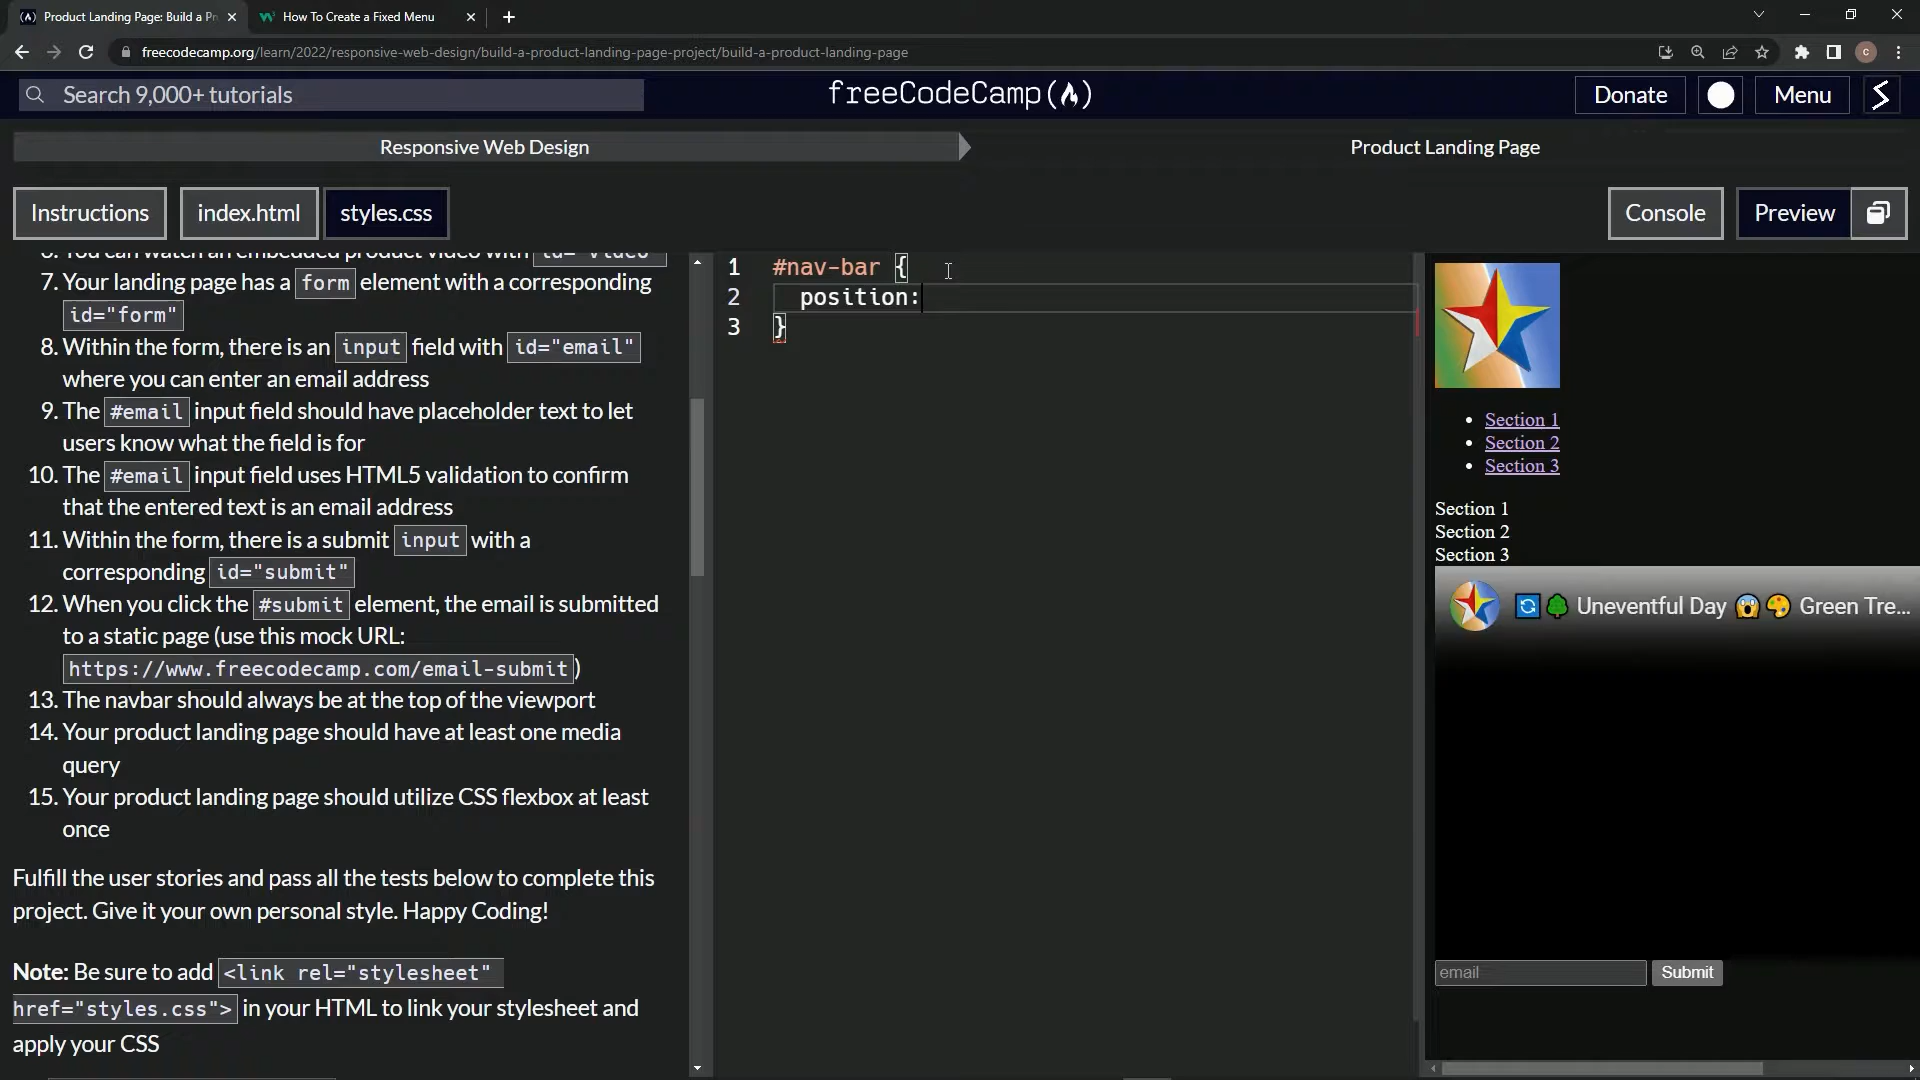 Product Landing Page: Build a Pr
How To Create a Fixed Menu
freecodecamp.org/learn/2022/responsive-web-design/build-a-product-landing-page-project/build-a-product-landing-page
c
Search 9,000+ tutorials
freeCodeCamp
Donate
Menu
Responsive Web Design
Product Landing Page
Instructions
index.html
styles.css
Console
Preview
6. You can watch an embedded product video with id="video"
7. Your landing page has a form element with a corresponding
id="form"
8. Within the form, there is an input field with id="email"
where you can enter an email address
9. The #email input field should have placeholder text to let
users know what the field is for
10. The #email input field uses HTML5 validation to confirm
that the entered text is an email address
11. Within the form, there is a submit input with a
corresponding id="submit"
12. When you click the #submit element, the email is submitted
to a static page (use this mock URL:
https://www.freecodecamp.com/email-submit)
13. The navbar should always be at the top of the viewport
14. Your product landing page should have at least one media
query
15. Your product landing page should utilize CSS flexbox at least
once
Fulfill the user stories and pass all the tests below to complete this
project. Give it your own personal style. Happy Coding!
Note: Be sure to add <link rel="stylesheet"
href="styles.css"> in your HTML to link your stylesheet and
apply your CSS
1 #nav-bar {
2 position:
3 }
Section 1
Section 2
Section 3
Section 1
Section 2
Section 3
Uneventful Day 😱🎨 Green Tre...
email
Submit